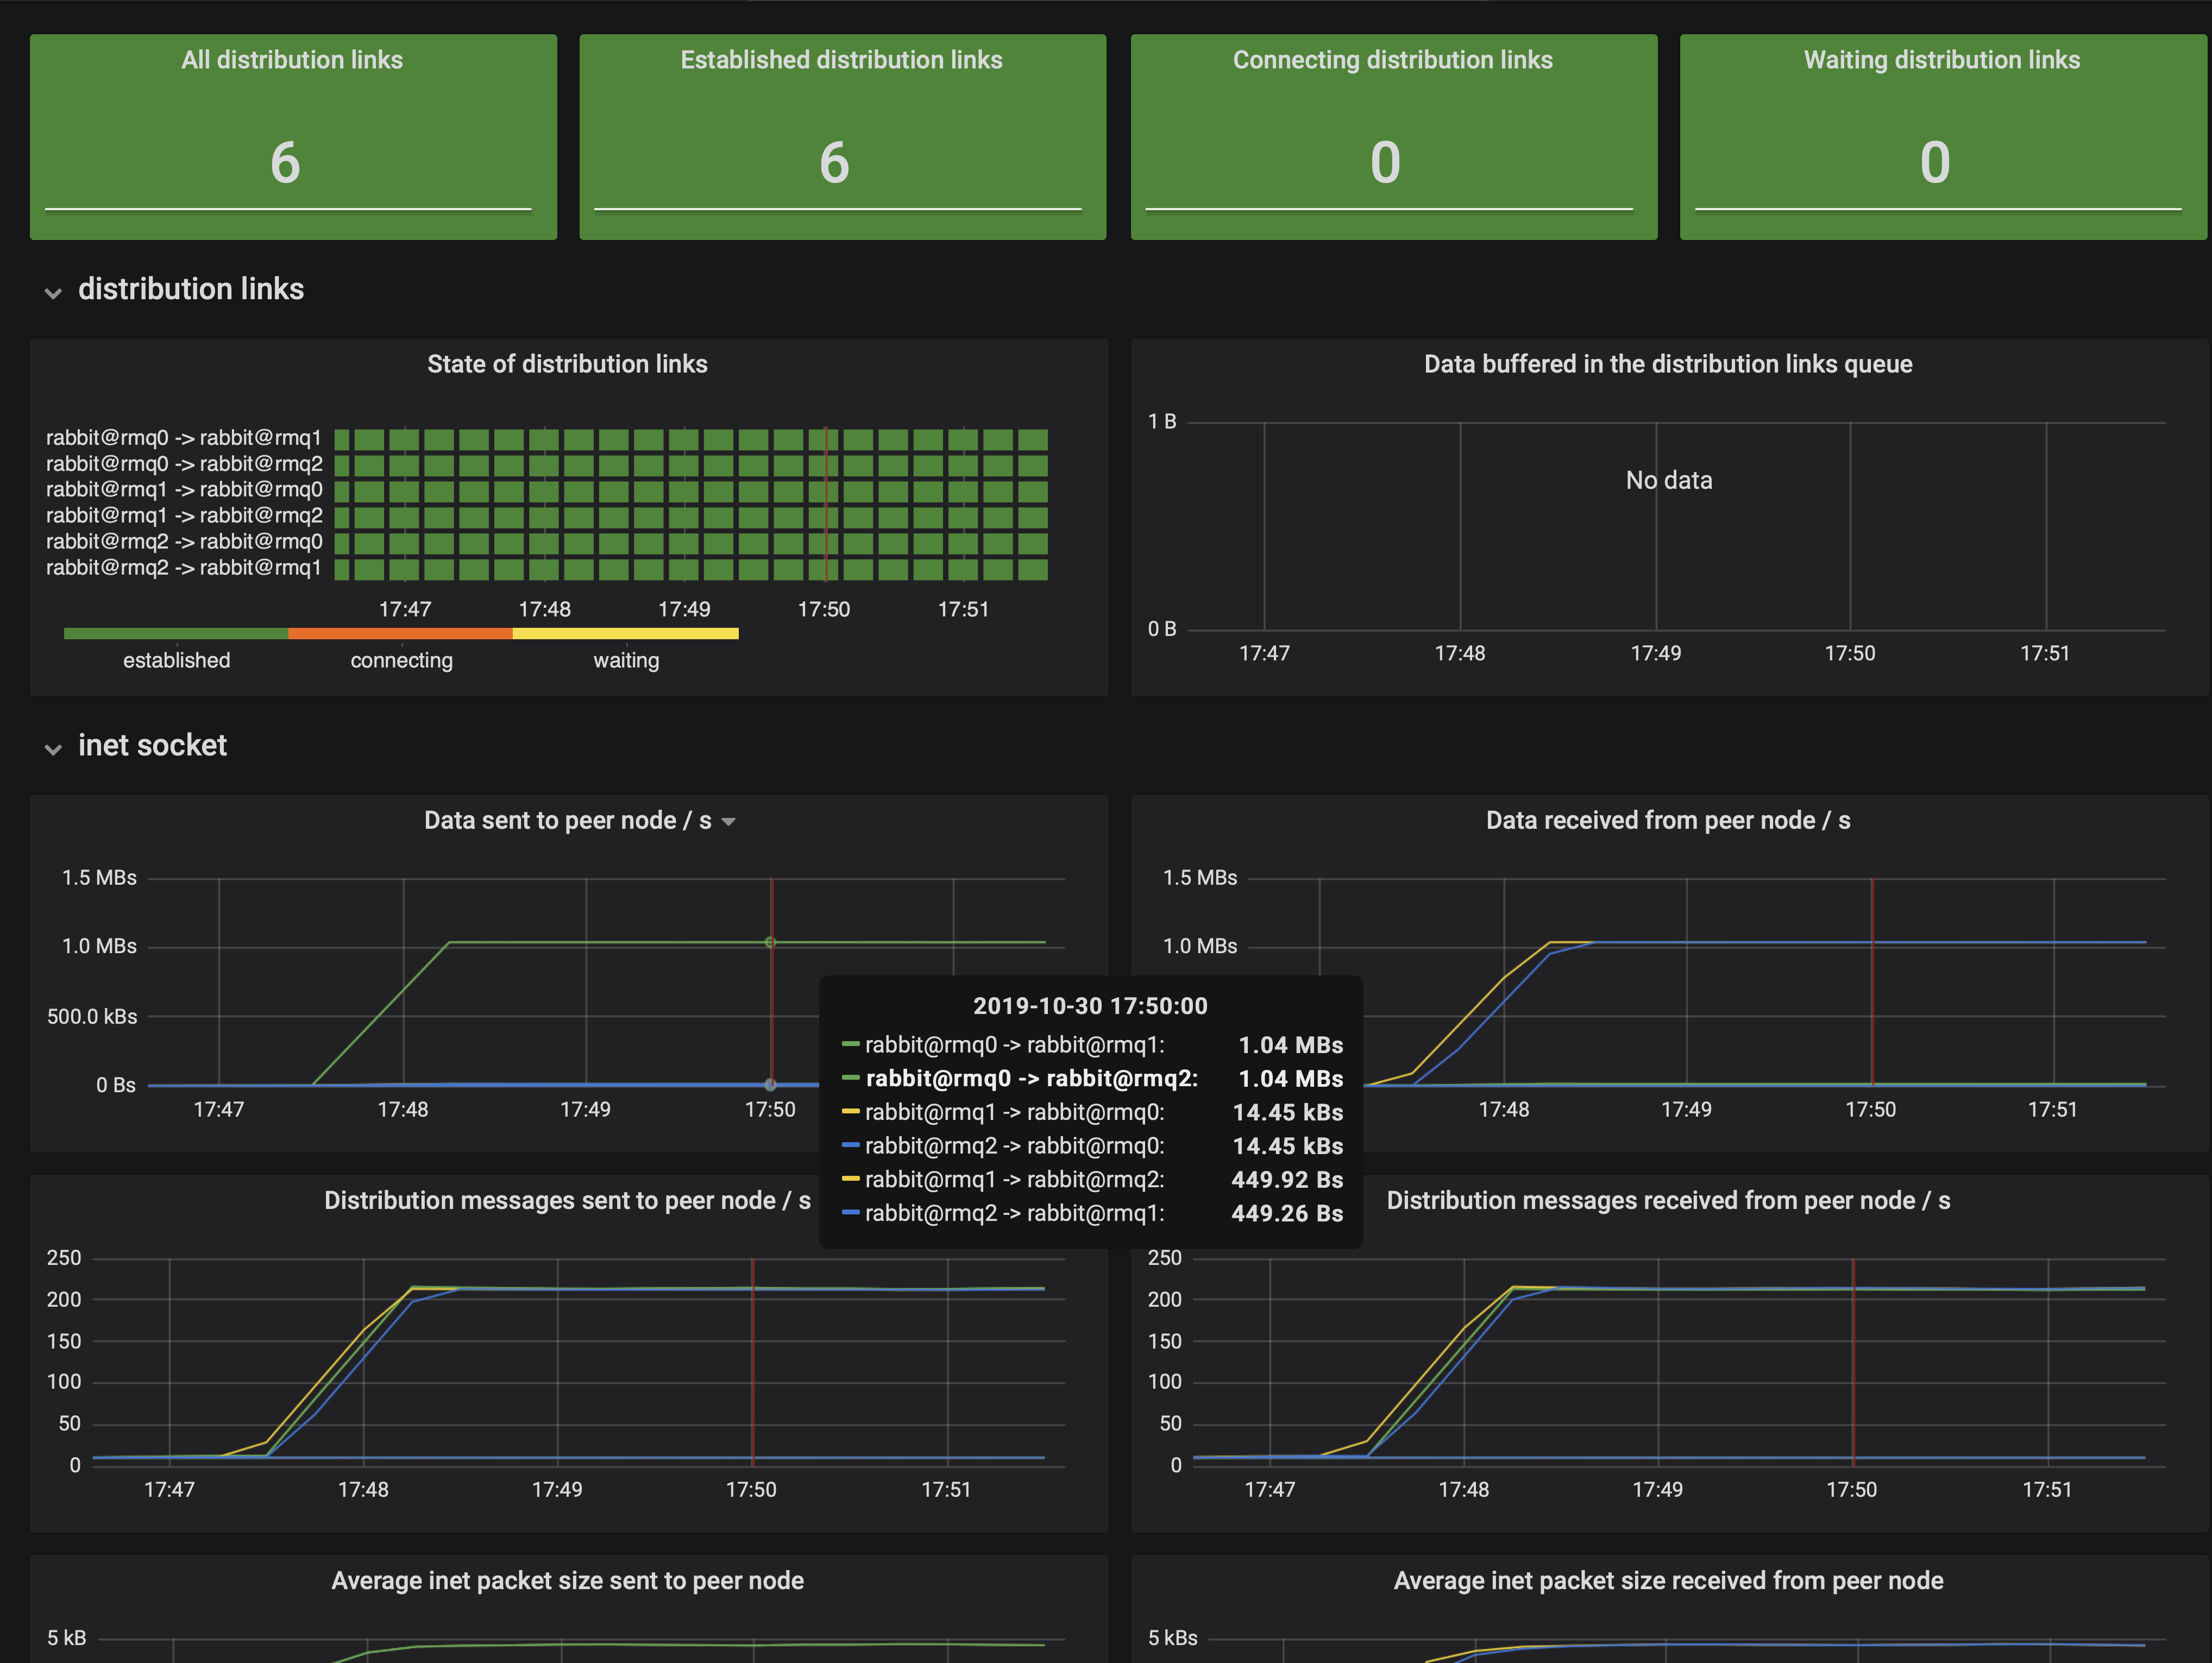 All distribution links
6
Established distribution links
6
Connecting distribution links
0
Waiting distribution links
0
distribution links
State of distribution links
rabbit@rmq0 -> rabbit@rmq1
rabbit@rmq0 -> rabbit@rmq2
rabbit@rmq1 -> rabbit@rmq0
rabbit@rmq1 -> rabbit@rmq2
rabbit@rmq2 -> rabbit@rmq0
rabbit@rmq2 -> rabbit@rmq1
17:47 17:48 17:49 17:50 17:51
established connecting waiting
Data buffered in the distribution links queue
1 B
No data
0 B
17:47 17:48 17:49 17:50 17:51
inet socket
Data sent to peer node / s
1.5 MBs
1.0 MBs
500.0 kBs
0 Bs
17:47 17:48 17:49 17:50
2019-10-30 17:50:00
rabbit@rmq0 -> rabbit@rmq1: 1.04 MBs
rabbit@rmq0 -> rabbit@rmq2: 1.04 MBs
rabbit@rmq1 -> rabbit@rmq0: 14.45 kBs
rabbit@rmq2 -> rabbit@rmq0: 14.45 kBs
rabbit@rmq1 -> rabbit@rmq2: 449.92 Bs
rabbit@rmq2 -> rabbit@rmq1: 449.26 Bs
Data received from peer node / s
1.5 MBs
1.0 MBs
17:48 17:49 17:50 17:51
Distribution messages sent to peer node / s
250
200
150
100
50
0
17:47 17:48 17:49 17:50 17:51
Distribution messages received from peer node / s
250
200
150
100
50
0
17:47 17:48 17:49 17:50 17:51
Average inet packet size sent to peer node
5 kB
Average inet packet size received from peer node
5 kBs